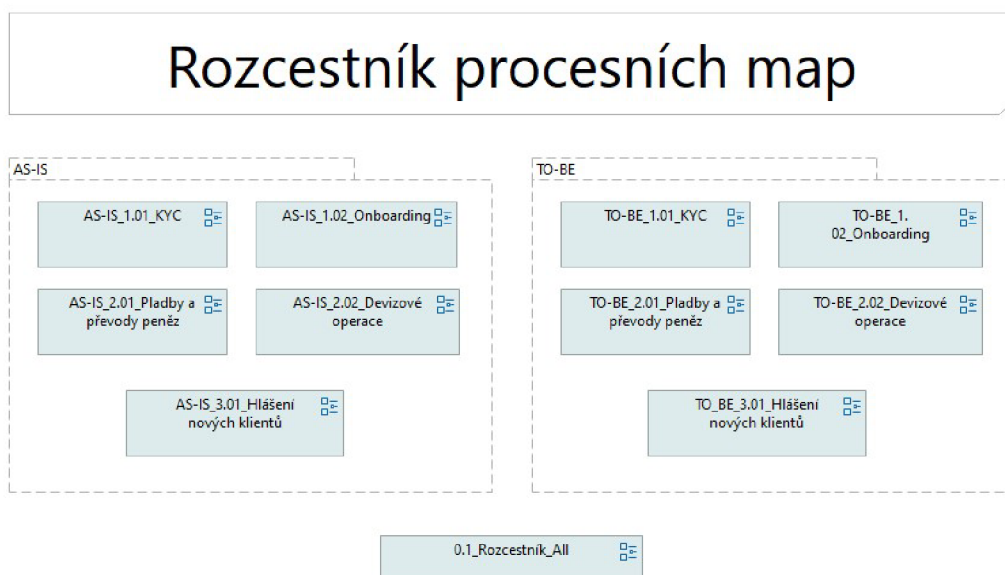 Rozcestník procesních map
AS-IS
AS-IS_1.01_KYC
AS-IS_1.02_Onboarding
AS-IS_2.01_Pladby a
převody peněz
AS-IS_2.02_Devizové
operace
AS-IS_3.01_Hlášení
nových klientů
TO-BE
TO-BE_1.01_KYC
TO-BE_1.
02_Onboarding
TO-BE_2.01_Pladby a
převody peněz
TO-BE_2.02_Devizové
operace
TO_BE_3.01_Hlášení
nových klientů
0.1_Rozcestník_All